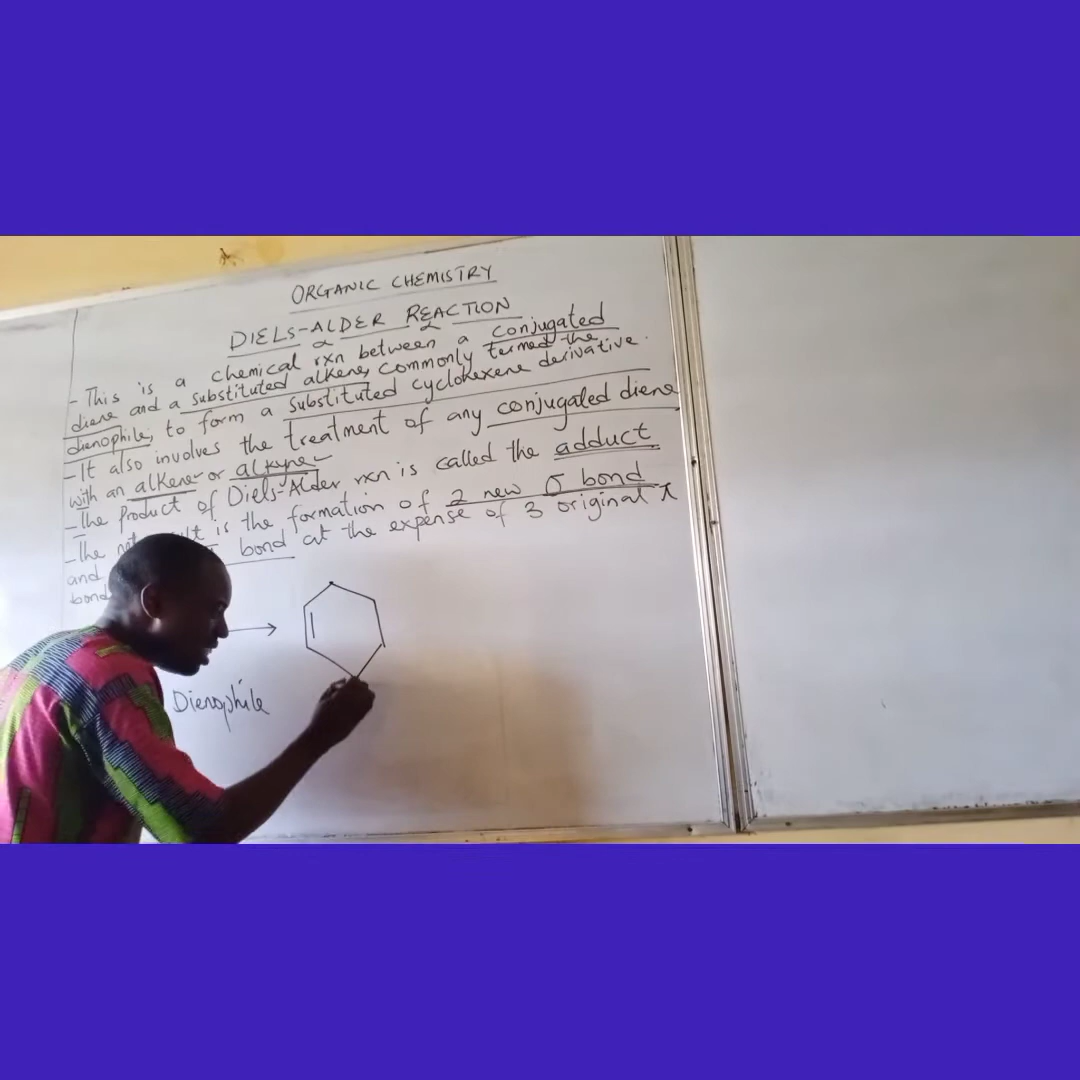 ORGANIC CHEMISTRY
DIELS-ALDER REACTION
- This is a chemical rxn between a conjugated
diene and a substituted alkene, commonly termed the
dienophile, to form a substituted cyclohexene derivative.
- It also involves the treatment of any conjugated diene
with an alkene or alkyne
- The Product of Diels-Alder rxn is called the adduct
- The is the formation of 2 new σ bond
and bond at the expense of 3 original π
bond
Dienophile